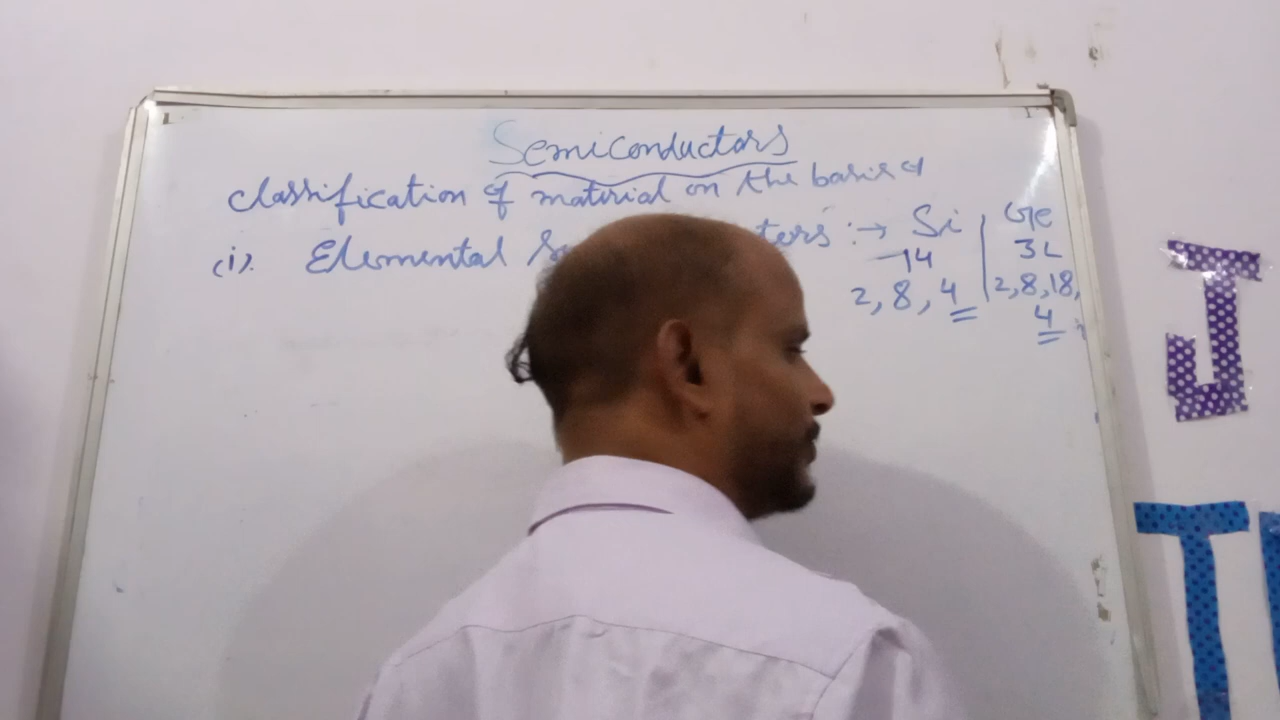 Semiconductors
Classification of material on the basis of
(i). Elemental ters :→ Si | Ge
14 | 32
2, 8, 4 | 2,8,18,
4
J
T